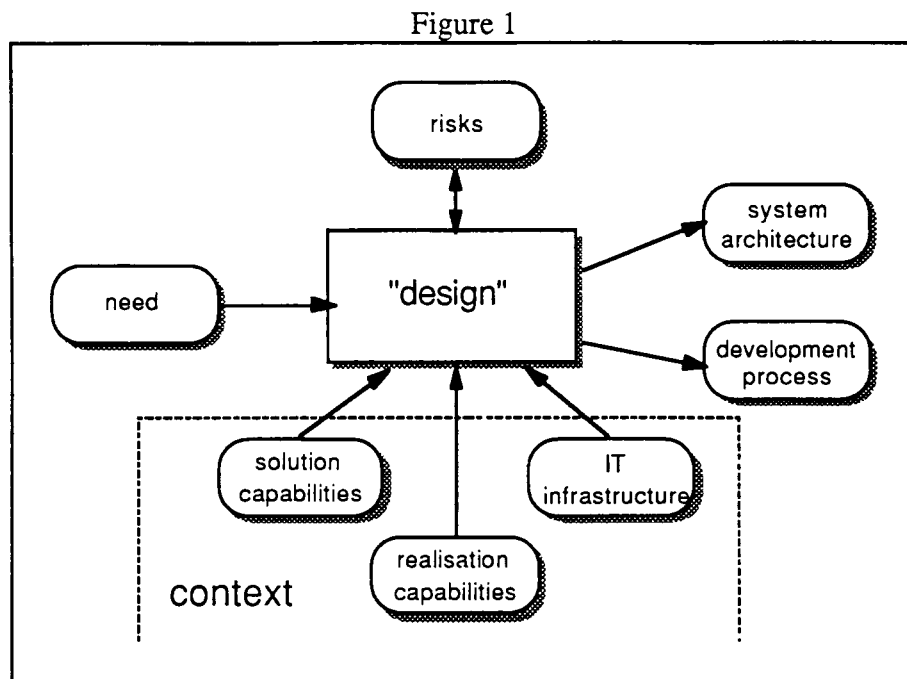 Figure 1
risks
system
architecture
"design"
need
development
process
solution
capabilities
IT
infrastructure
realisation
capabilities
context